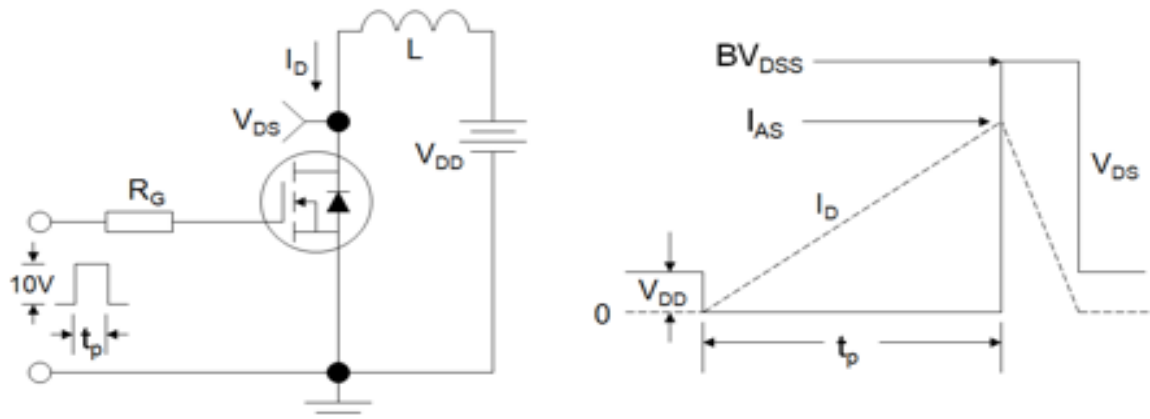 L
I_D
V_DS
V_DD
R_G
10V
t_p
BV_DSS
I_AS
V_DS
I_D
V_DD
0
t_p